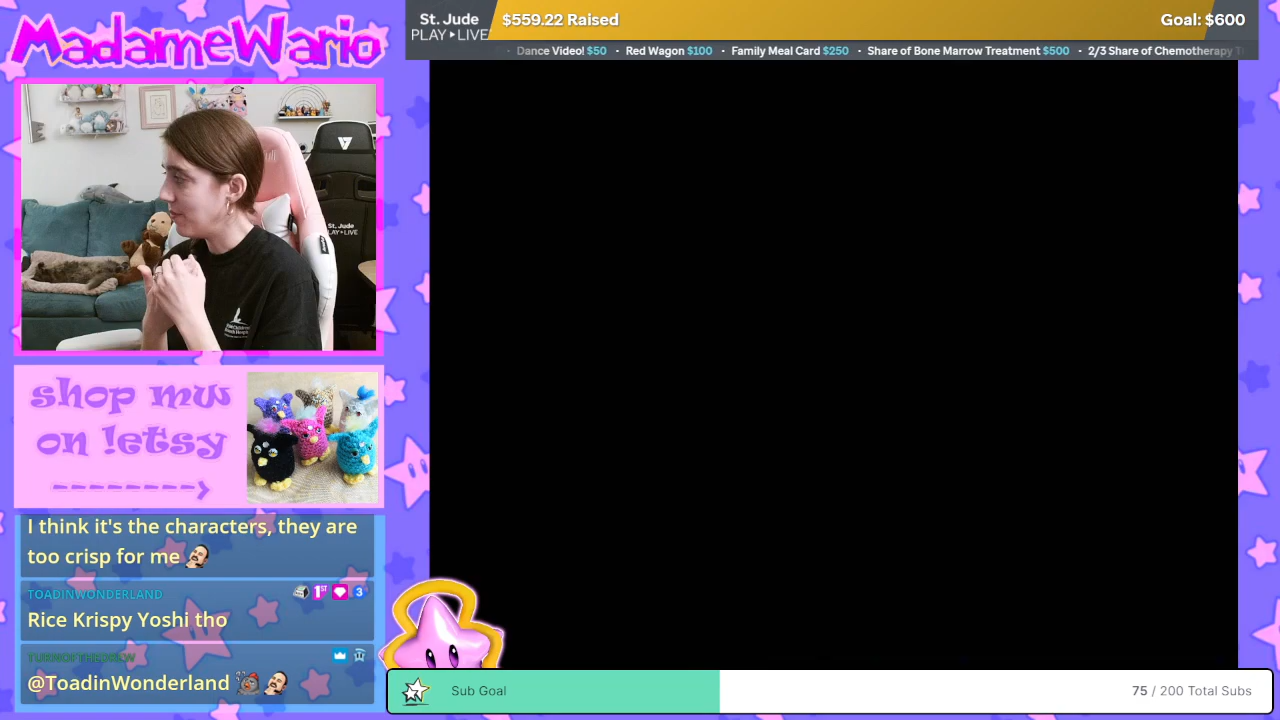 MadameWario
St. Jude
PLAY LIVE
$559.22 Raised
Goal: $600
· Dance Video! $50 · Red Wagon $100 · Family Meal Card $250 · Share of Bone Marrow Treatment $500 · 2/3 Share of Chemotherapy
St. Jude
PLAY LIVE
shop mw
on !etsy
-------->
I think it's the characters, they are
too crisp for me
TOADINWONDERLAND
1ST
3
Rice Krispy Yoshi tho
@ToadinWonderland
Sub Goal
75 / 200 Total Subs